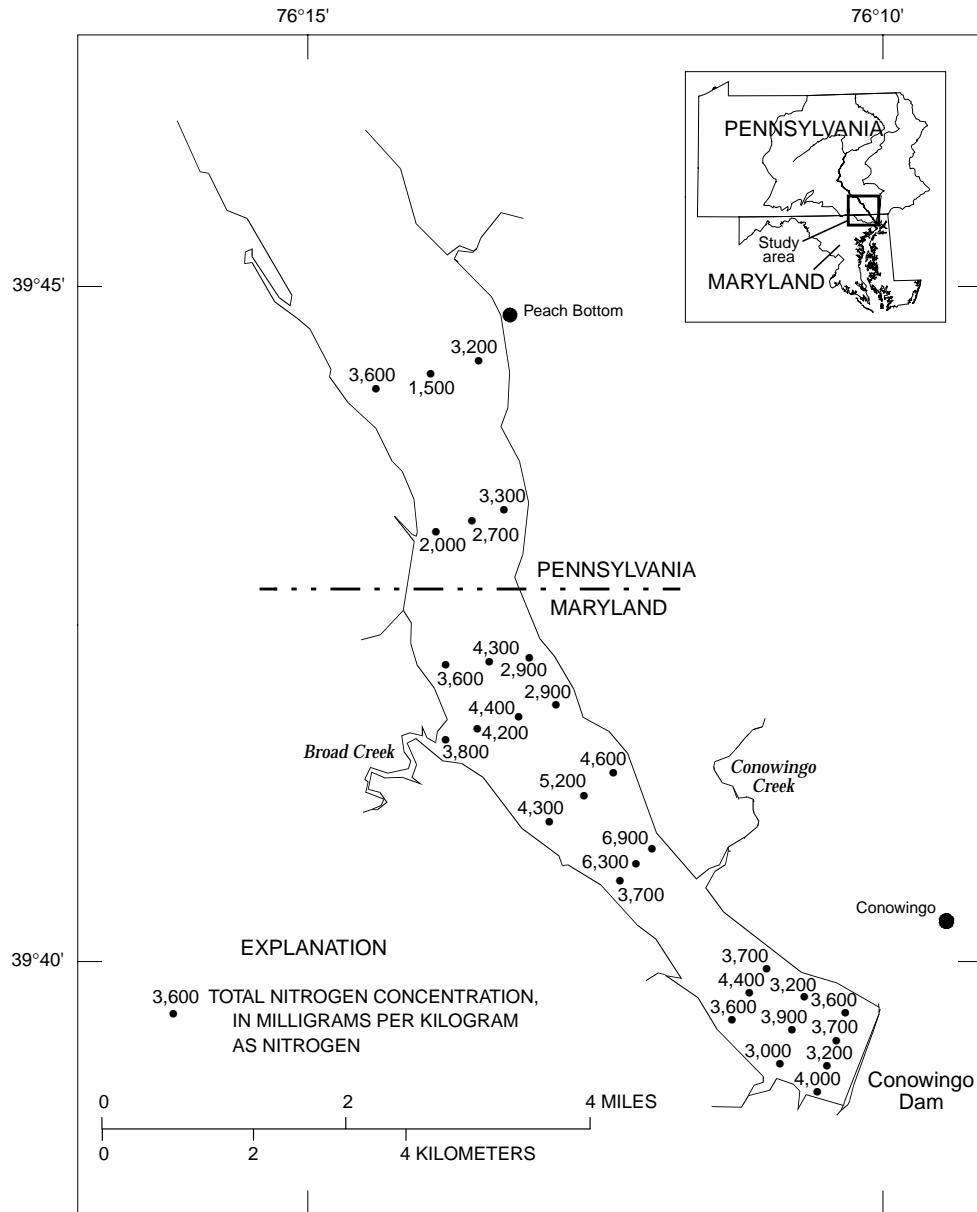 76°15'
76°10'
PENNSYLVANIA
Study
area
MARYLAND
39°45'
Peach Bottom
3,200
3,600
1,500
3,300
2,700
2,000
PENNSYLVANIA
MARYLAND
4,300
2,900
3,600
2,900
4,400
4,200
3,800
Broad Creek
4,600
Conowingo
Creek
5,200
4,300
6,900
6,300
3,700
Conowingo
EXPLANATION
39°40'
3,700
4,400
3,200
3,600
3,600
3,900
3,700
3,000
3,200
4,000
Conowingo
Dam
3,600 TOTAL NITROGEN CONCENTRATION,
IN MILLIGRAMS PER KILOGRAM
AS NITROGEN
0 2 4 MILES
0 2 4 KILOMETERS